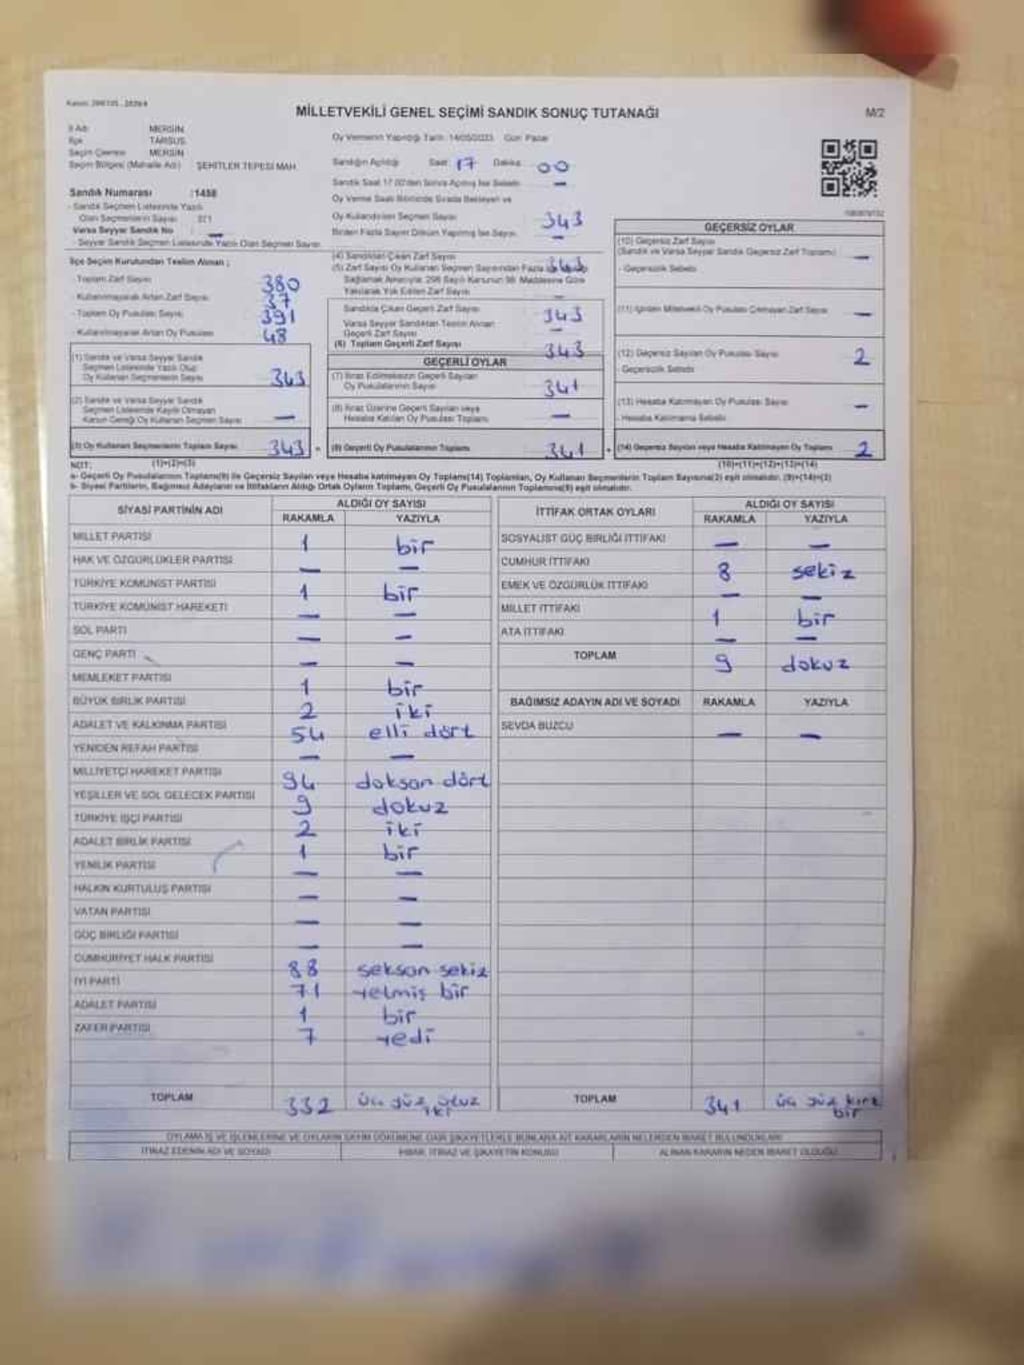 MİLLETVEKİLİ GENEL SEÇİMİ SANDIK SONUÇ TUTANAĞI
M/2
İl Adı MERSİN
İlçe TARSUS
Seçim Çevresi MERSİN
Seçim Bölgesi (Mahalle Adı) ŞEHİTLER TEPESİ MAH.
Sandık Numarası :1458
- Sandık Seçmen Listesinde Yazılı
Olan Seçmenlerin Sayısı
Varsa Seyyar Sandık No —
- Seyyar Sandık Seçmen Listesinde Yazılı Olan Seçmen Sayısı
Oy Vermenin Yapıldığı Tarih 14/05/2023 Gün Pazar
Sandığın Açıldığı Saat 17 Dakika 00
Sandık Saat 17.00'den Sonra Açılmış İse Sebebi —
Oy Verme Saati Bitiminde Sırada Bekleyen ve
Oy Kullandırılan Seçmen Sayısı 343
Birden Fazla Sayım Döküm Yapılmış İse Sayısı —
İlçe Seçim Kurulundan Teslim Alınan ;
- Toplam Zarf Sayısı 380
- Kullanılmayarak Artan Zarf Sayısı 37
- Toplam Oy Pusulası Sayısı 391
- Kullanılmayarak Artan Oy Pusulası 48
(1) Sandık ve Varsa Seyyar Sandık
Seçmen Listesinde Yazılı Olup
Oy Kullanan Seçmenlerin Sayısı 343
(2) Sandık ve Varsa Seyyar Sandık
Seçmen Listesinde Kayıtlı Olmayan
Kanun Gereği Oy Kullanan Seçmen Sayısı —
(3) Oy Kullanan Seçmenlerin Toplam Sayısı 343
(1)+(2)=(3)
(4) Sandıktan Çıkan Zarf Sayısı 343
(5) Zarf Sayısı Oy Kullanan Seçmen Sayısından Fazla
Sağlamak Amacıyla, 298 Sayılı Kanunun 98. Maddesine Göre
Yakılarak Yok Edilen Zarf Sayısı —
Sandıkta Çıkan Geçerli Zarf Sayısı 343
Varsa Seyyar Sandıktan Teslim Alınan
Geçerli Zarf Sayısı —
(6) Toplam Geçerli Zarf Sayısı 343
GEÇERLİ OYLAR
(7) İtiraz Edilmeksizin Geçerli Sayılan
Oy Pusulalarının Sayısı 341
(8) İtiraz Üzerine Geçerli Sayılan veya
Hesaba Katılan Oy Pusulası Toplamı —
(9) Geçerli Oy Pusulalarının Toplamı 341
GEÇERSİZ OYLAR
(10) Geçersiz Zarf Sayısı
(Sandık ve Varsa Seyyar Sandık Geçersiz Zarf Toplamı) —
- Geçersizlik Sebebi
(11) İçinden Milletvekili Oy Pusulası Çıkmayan Zarf Sayısı —
(12) Geçersiz Sayılan Oy Pusulası Sayısı 2
- Geçersizlik Sebebi
(13) Hesaba Katılmayan Oy Pusulası Sayısı —
- Hesaba Katılmama Sebebi
(14) Geçersiz Sayılan veya Hesaba Katılmayan Oy Toplamı 2
(10)+(11)+(12)+(13)=(14)
NOT:
a- Geçerli Oy Pusulasının Toplamı(9) ile Geçersiz Sayılan veya Hesaba katılmayan Oy Toplamı(14) Toplamları, Oy Kullanan Seçmenlerin Toplam Sayısına(3) eşit olmalıdır. (9)+(14)=(3)
b- Siyasi Partilerin, Bağımsız Adayların ve İttifakların Aldığı Ortak Oyların Toplamı, Geçerli Oy Pusulalarının Toplamına(9) eşit olmalıdır.
SİYASİ PARTİNİN ADI ALDIĞI OY SAYISI
RAKAMLA YAZIYLA
MİLLET PARTİSİ 1 bir
HAK VE ÖZGÜRLÜKLER PARTİSİ — —
TÜRKİYE KOMÜNİST PARTİSİ 1 bir
TÜRKİYE KOMÜNİST HAREKETİ — —
SOL PARTİ — —
GENÇ PARTİ — —
MEMLEKET PARTİSİ 1 bir
BÜYÜK BİRLİK PARTİSİ 2 iki
ADALET VE KALKINMA PARTİSİ 54 elli dört
YENİDEN REFAH PARTİSİ — —
MİLLİYETÇİ HAREKET PARTİSİ 94 doksan dört
YEŞİLLER VE SOL GELECEK PARTİSİ 9 dokuz
TÜRKİYE İŞÇİ PARTİSİ 2 iki
ADALET BİRLİK PARTİSİ 1 bir
YENİLİK PARTİSİ — —
HALKIN KURTULUŞ PARTİSİ — —
VATAN PARTİSİ — —
GÜÇ BİRLİĞİ PARTİSİ — —
CUMHURİYET HALK PARTİSİ 88 seksan sekiz
İYİ PARTİ 71 yetmiş bir
ADALET PARTİSİ 1 bir
ZAFER PARTİSİ 7 yedi
TOPLAM 332 üç yüz otuz
iki
İTTİFAK ORTAK OYLARI ALDIĞI OY SAYISI
RAKAMLA YAZIYLA
SOSYALİST GÜÇ BİRLİĞİ İTTİFAKI — —
CUMHUR İTTİFAKI 8 sekiz
EMEK VE ÖZGÜRLÜK İTTİFAKI — —
MİLLET İTTİFAKI 1 bir
ATA İTTİFAKI — —
TOPLAM 9 dokuz
BAĞIMSIZ ADAYIN ADI VE SOYADI RAKAMLA YAZIYLA
SEVDA BUZCU — —
TOPLAM 341 üç yüz kırk
bir
OYLAMA İŞ VE İŞLEMLERİNE VE OYLARIN SAYIM DÖKÜMÜNE DAİR ŞİKAYETLERLE BUNLARA AİT KARARLARIN NELERDEN İBARET BULUNDUKLARI
İTİRAZ EDENİN ADI VE SOYADI İHBAR, İTİRAZ VE ŞİKAYETİN KONUSU ALINAN KARARIN NEDEN İBARET OLDUĞU